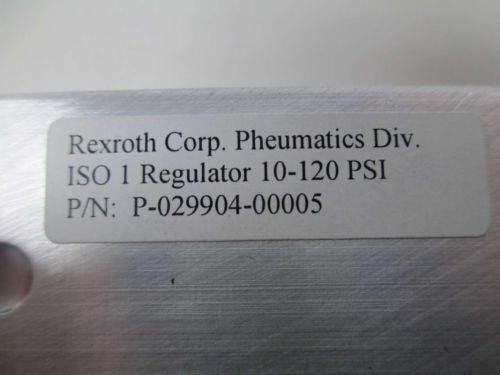 Rexroth Corp. Pheumatics Div.
ISO 1 Regulator 10-120 PSI
P/N: P-029904-00005